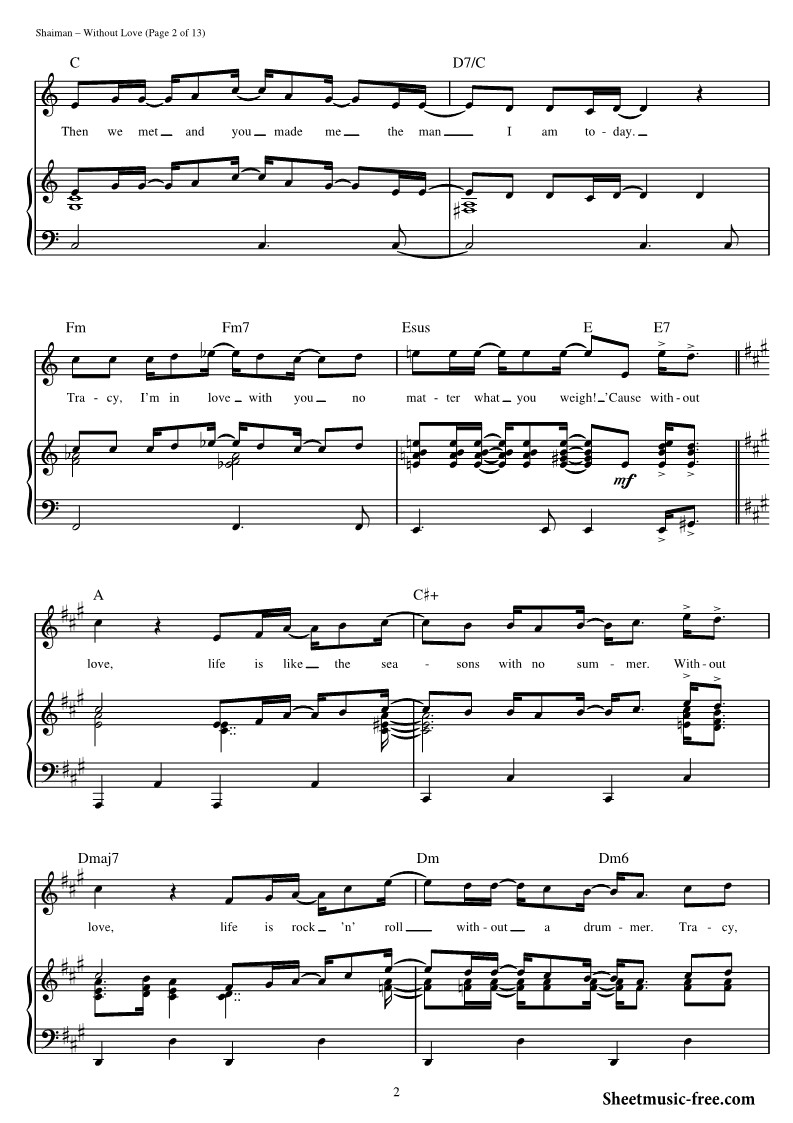 Shaiman – Without Love (Page 2 of 13)
C D7/C
Then we met and you made me the man I am to - day.
Fm Fm7 Esus E E7
Tra - cy, I'm in love with you no mat - ter what you weigh! 'Cause with - out
mf
A C♯+
love, life is like the sea - sons with no sum - mer. With - out
Dmaj7 Dm Dm6
love, life is rock 'n' roll with - out a drum - mer. Tra - cy,
2
Sheetmusic-free.com